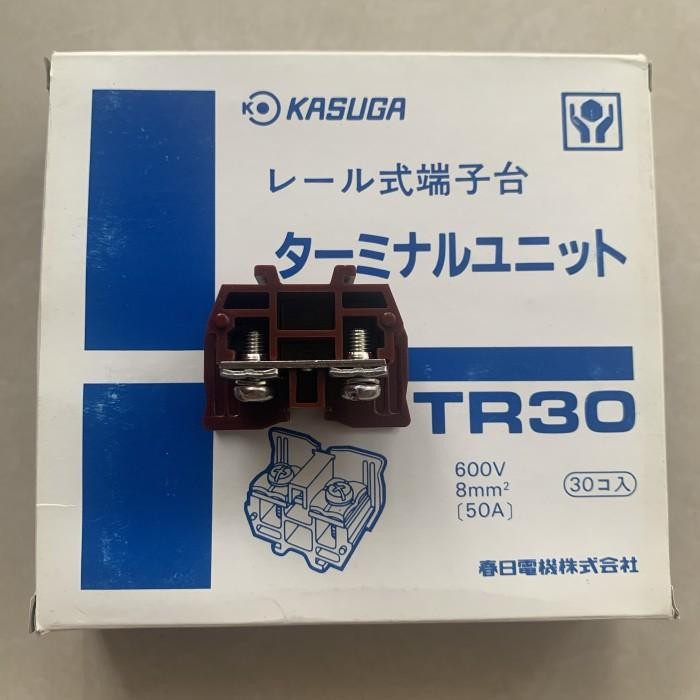 KASUGA
レール式端子台
ターミナルユニット
TR30
600V
8mm²
〔50A〕
30コ入
春日電機株式会社